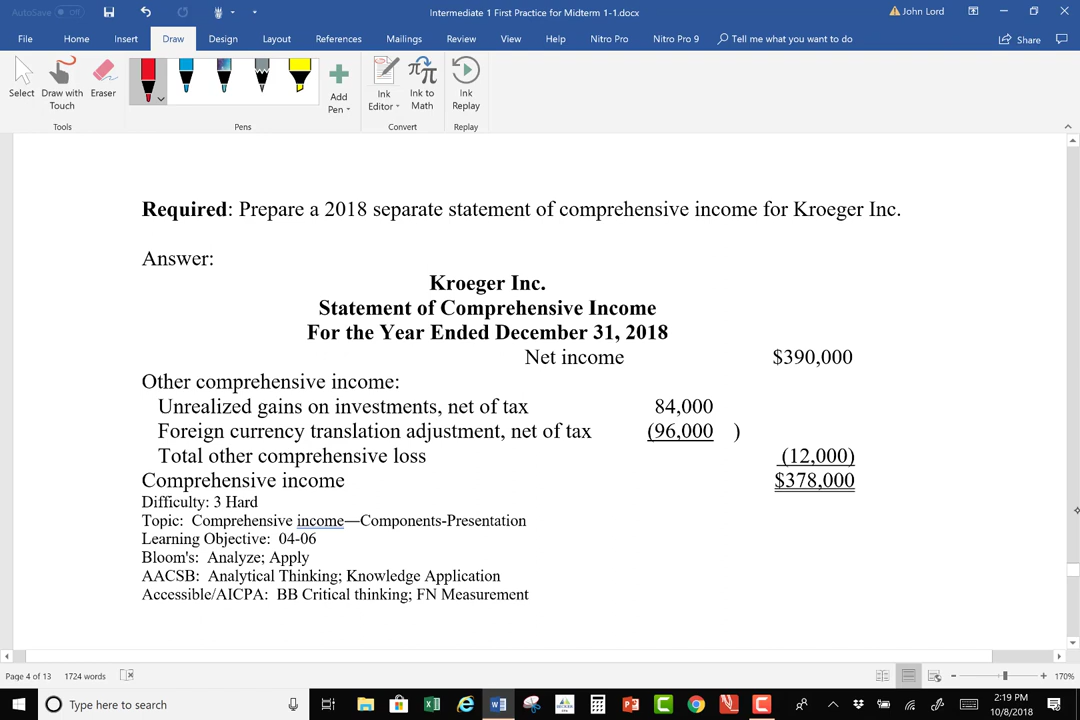 AutoSave Off
Intermediate 1 First Practice for Midterm 1-1.docx
John Lord
File Home Insert Draw Design Layout References Mailings Review View Help Nitro Pro Nitro Pro 9 Tell me what you want to do Share
Select
Draw with Touch
Eraser
Add Pen
Ink Editor
Ink to Math
Ink Replay
Tools Pens Convert Replay
Required: Prepare a 2018 separate statement of comprehensive income for Kroeger Inc.
Answer:
Kroeger Inc.
Statement of Comprehensive Income
For the Year Ended December 31, 2018
Net income $390,000
Other comprehensive income:
Unrealized gains on investments, net of tax 84,000
Foreign currency translation adjustment, net of tax (96,000 )
Total other comprehensive loss (12,000)
Comprehensive income $378,000
Difficulty: 3 Hard
Topic: Comprehensive income—Components-Presentation
Learning Objective: 04-06
Bloom's: Analyze; Apply
AACSB: Analytical Thinking; Knowledge Application
Accessible/AICPA: BB Critical thinking; FN Measurement
Page 4 of 13 1724 words 170%
Type here to search
2:19 PM
10/8/2018